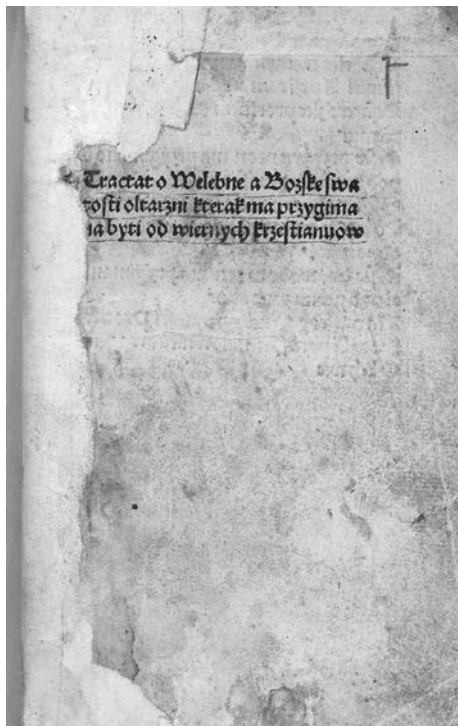 Tractat o Welebne a Bozske swa
tosti oltarzni kterak ma przygima
na byti od wiernych krzestianuow